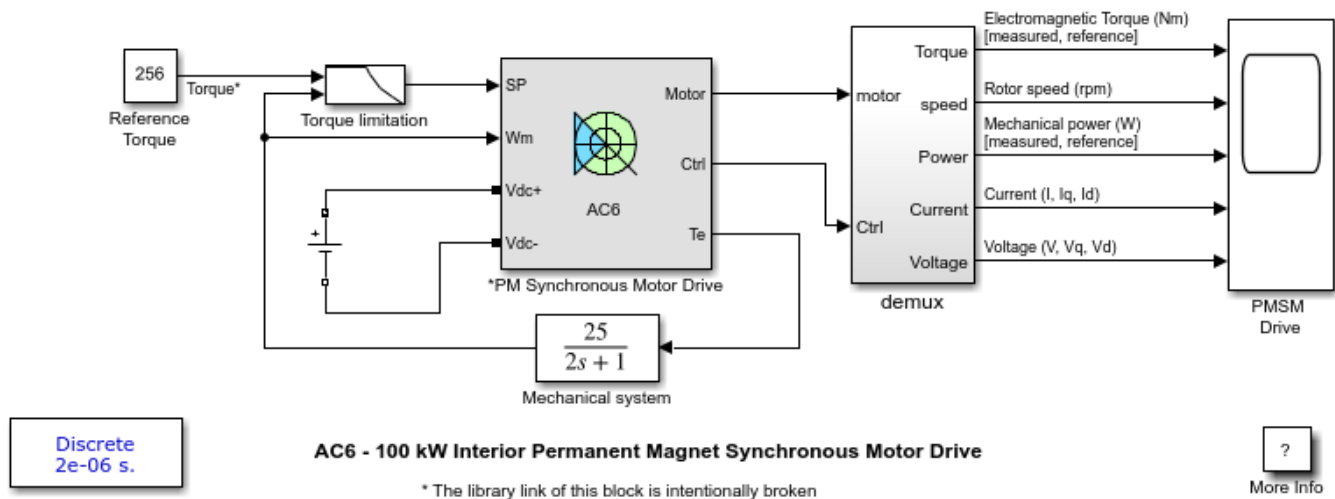 Electromagnetic Torque (Nm)
[measured, reference]
256
Torque*
Reference
Torque
Torque limitation
SP
Wm
Vdc+
Vdc-
Motor
Ctrl
Te
AC6
*PM Synchronous Motor Drive
+
motor
Ctrl
Torque
speed
Power
Current
Voltage
demux
Rotor speed (rpm)
Mechanical power (W)
[measured, reference]
Current (I, Iq, Id)
Voltage (V, Vq, Vd)
PMSM
Drive
25
2s + 1
Mechanical system
Discrete
2e-06 s.
AC6 - 100 kW Interior Permanent Magnet Synchronous Motor Drive
* The library link of this block is intentionally broken
?
More Info